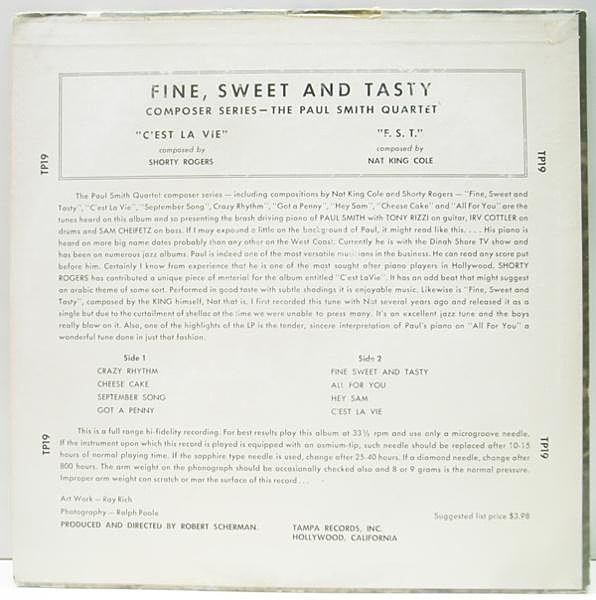 FINE, SWEET AND TASTY
COMPOSER SERIES — THE PAUL SMITH QUARTET
"C'EST LA VIE" "F. S. T."
composed by composed by
SHORTY ROGERS NAT KING COLE
TP19 TP19
The Paul Smith Quartet composer series — including compositions by Nat King Cole and Shorty Rogers — "Fine, Sweet and
Tasty", "C'est La Vie", "September Song", Crazy Rhythm", "Got a Penny", "Hey Sam", "Cheese Cake" and "All For You" are the
tunes heard on this album and so presenting the brash driving piano of PAUL SMITH with TONY RIZZI on guitar, IRV COTTLER on
drums and SAM CHEIFETZ on bass. If I may expound a little on the background of Paul, it might read like this. . . . His piano is
heard on more big name dates probably than any other on the West Coast. Currently he is with the Dinah Shore TV show and
has been on numerous jazz albums. Paul is indeed one of the most versatile musicians in the business. He can read any score put
before him. Certainly I know from experience that he is one of the most sought after piano players in Hollywood, SHORTY
ROGERS has contributed a unique piece of material for the album entitled "C'est LaVie". It has an odd beat that might suggest
an arabic theme of some sort. Performed in good taste with subtle shadings it is enjoyable music. Likewise is "Fine, Sweet and
Tasty", composed by the KING himself, Not that, I first recorded this tune with Nat several years ago and released it as a
single but due to the curtailment of shellac at the time we were unable to press many. It's an excellent jazz tune and the boys
really blow on it. Also, one of the highlights of the LP is the tender, sincere interpretation of Paul's piano on "All For You" a
wonderful tune done in just that fashion.
Side 1 Side 2
CRAZY RHYTHM FINE SWEET AND TASTY
CHEESE CAKE ALL FOR YOU
SEPTEMBER SONG HEY SAM
GOT A PENNY C'EST LA VIE
TP19 TP19
This is a full range hi-fidelity recording. For best results play this album at 33⅓ rpm and use only a microgroove needle.
If the instrument upon which this record is played is equipped with an osmium-tip, such needle should be replaced after 10-15
hours of normal playing time. If the sapphire type needle is used, change after 25-40 hours. If a diamond needle, change after
800 hours. The arm weight on the phonograph should be occasionally checked also and 8 or 9 grams is the normal pressure.
Improper arm weight can scratch or mar the surface of this record . . .
Art Work — Ray Rich
Photography — Ralph Poole
PRODUCED AND DIRECTED BY ROBERT SCHERMAN. TAMPA RECORDS, INC. Suggested list price $3.98
HOLLYWOOD, CALIFORNIA